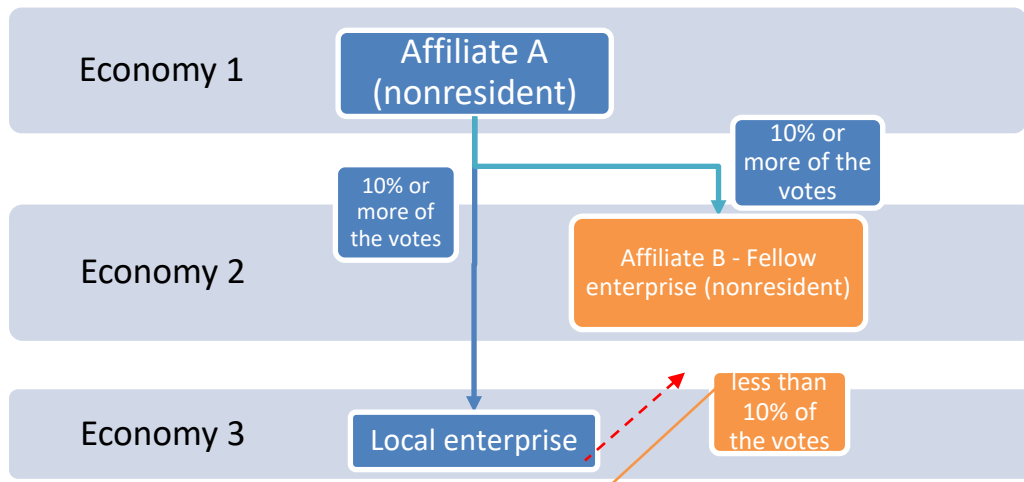 Economy 1
Affiliate A
(nonresident)
10% or
more of the
votes
10% or
more of
the votes
Economy 2
Affiliate B - Fellow
enterprise (nonresident)
Economy 3
Local enterprise
less than
10% of
the votes